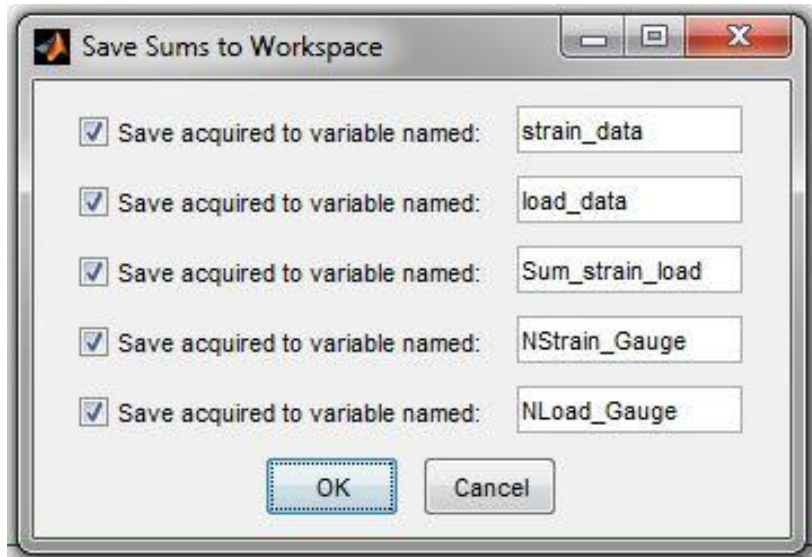 Save Sums to Workspace
Save acquired to variable named: strain_data
Save acquired to variable named: load_data
Save acquired to variable named: Sum_strain_load
Save acquired to variable named: NStrain_Gauge
Save acquired to variable named: NLoad_Gauge
OK Cancel